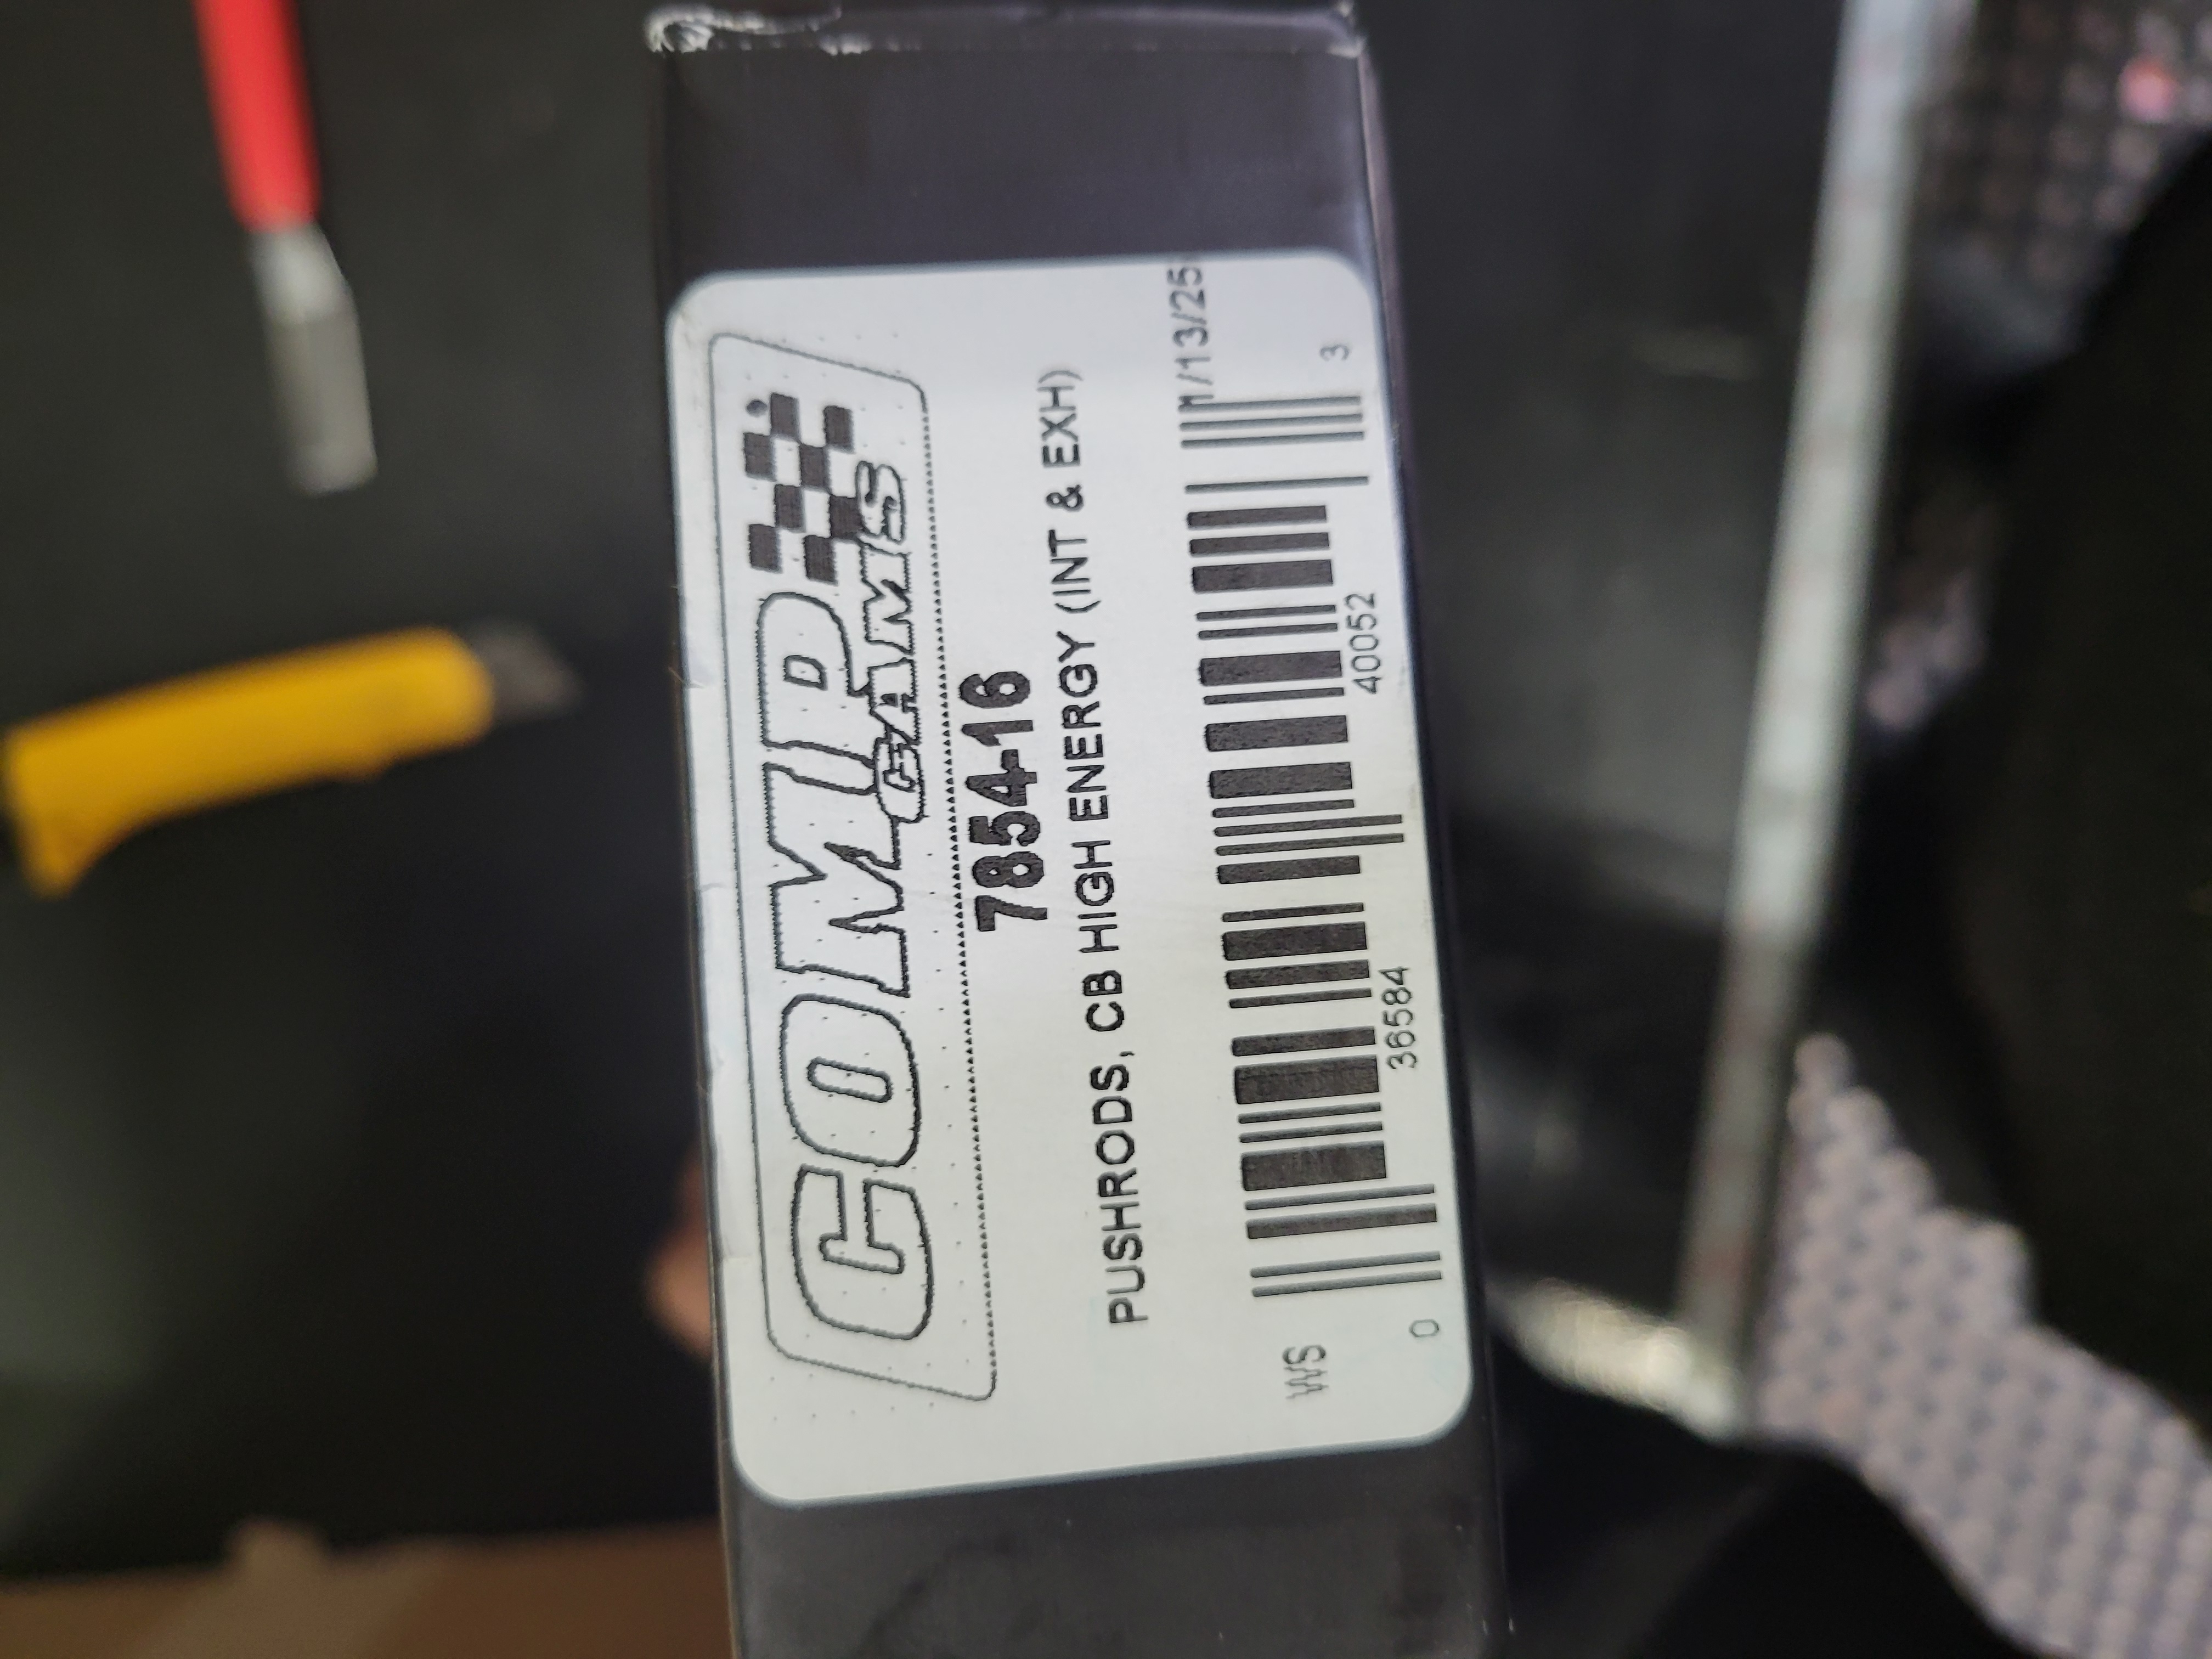 COMP
CAMS
7854-16
PUSHRODS, CB HIGH ENERGY (INT & EXH)
WS
/13/25
0 36584 40052 3